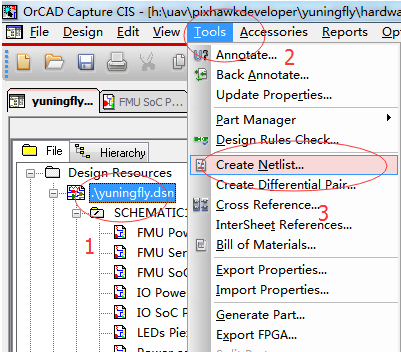 OrCAD Capture CIS - [h:\uav\pixhawkdeveloper\yuningfly\hardwa
File Design Edit View Tools Accessories Reports Opt
yuningfly... FMU SoC P...
File Hierarchy
Design Resources
.\yuningfly.dsn
SCHEMATIC1
FMU Pow
FMU Sen
FMU SoC
IO Powe
IO SoC P
LEDs Piez
1
2
Annotate...
Back Annotate...
Update Properties...
Part Manager
Design Rules Check...
Create Netlist...
Create Differential Pair...
Cross Reference...
3
InterSheet References...
Bill of Materials...
Export Properties...
Import Properties...
Generate Part...
Export FPGA...